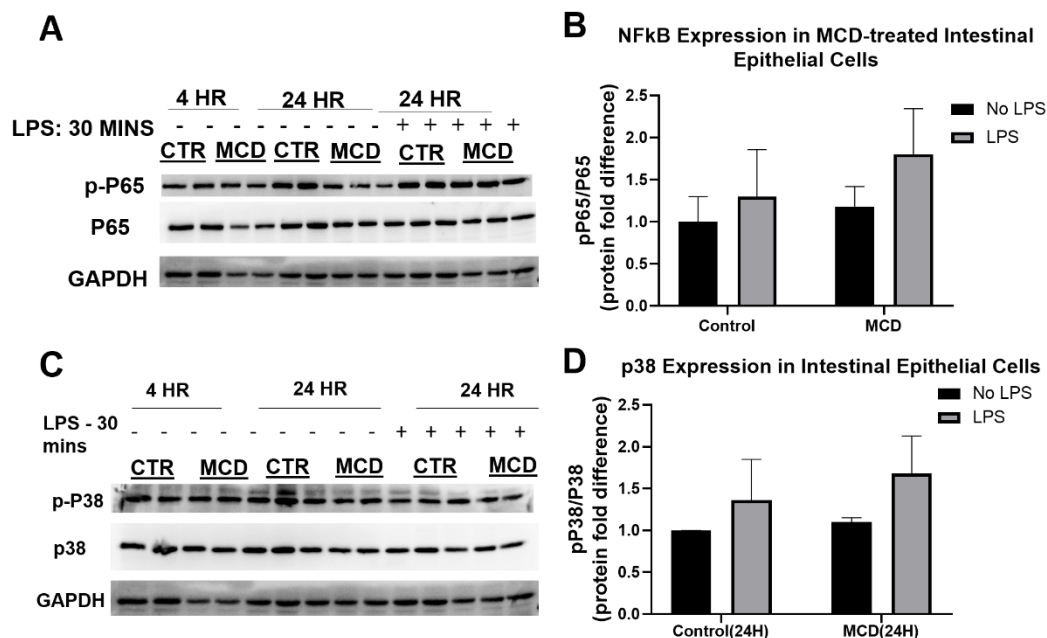 A
4 HR 24 HR 24 HR
LPS: 30 MINS - - - - - - - - - + + + + +
CTR MCD CTR MCD CTR MCD
p-P65
P65
GAPDH
B
NFkB Expression in MCD-treated Intestinal
Epithelial Cells
No LPS
LPS
pP65/P65
(protein fold difference)
2.5
2.0
1.5
1.0
0.5
0.0
Control MCD
C
4 HR 24 HR 24 HR
LPS - 30
mins
- - - - - - - - - + + + + +
CTR MCD CTR MCD CTR MCD
p-P38
p38
GAPDH
D
p38 Expression in Intestinal Epithelial Cells
No LPS
LPS
pP38/P38
(protein fold difference)
2.5
2.0
1.5
1.0
0.5
0.0
Control(24H) MCD(24H)